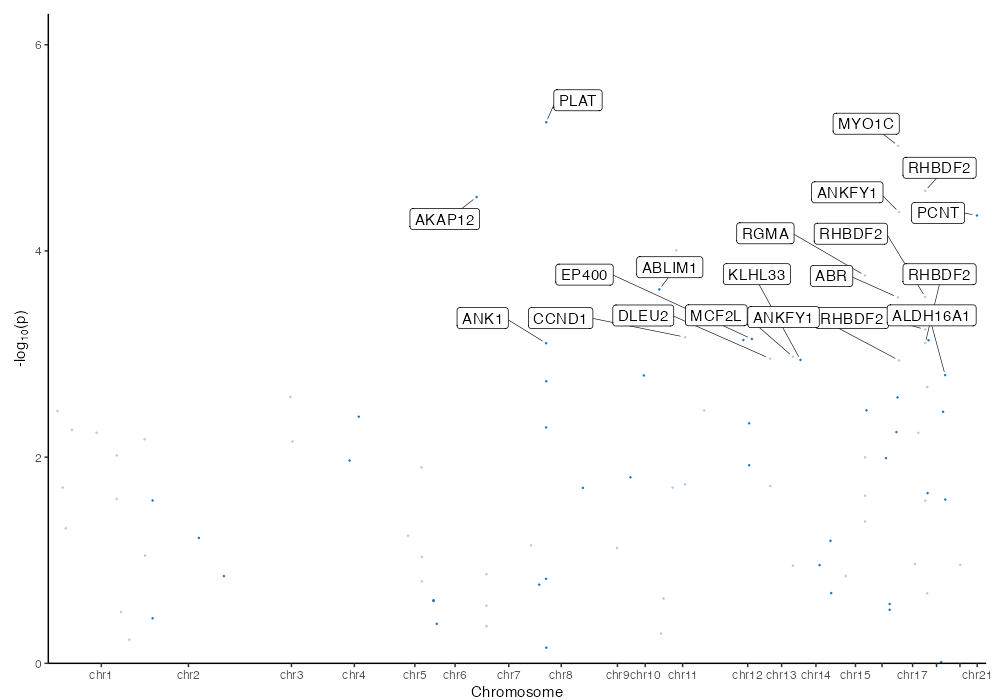 6
PLAT
MYO1C
RHBDF2
ANKFY1
AKAP12
PCNT
4
RGMA
RHBDF2
ABLIM1
EP400
KLHL33
ABR
RHBDF2
ANK1
CCND1
DLEU2
MCF2L
ANKFY1
RHBDF2
ALDH16A1
-log10(p)
2
0
chr1 chr2 chr3 chr4 chr5 chr6 chr7 chr8 chr9 chr10 chr11 chr12 chr13 chr14 chr15 chr17 chr18 chr21
Chromosome